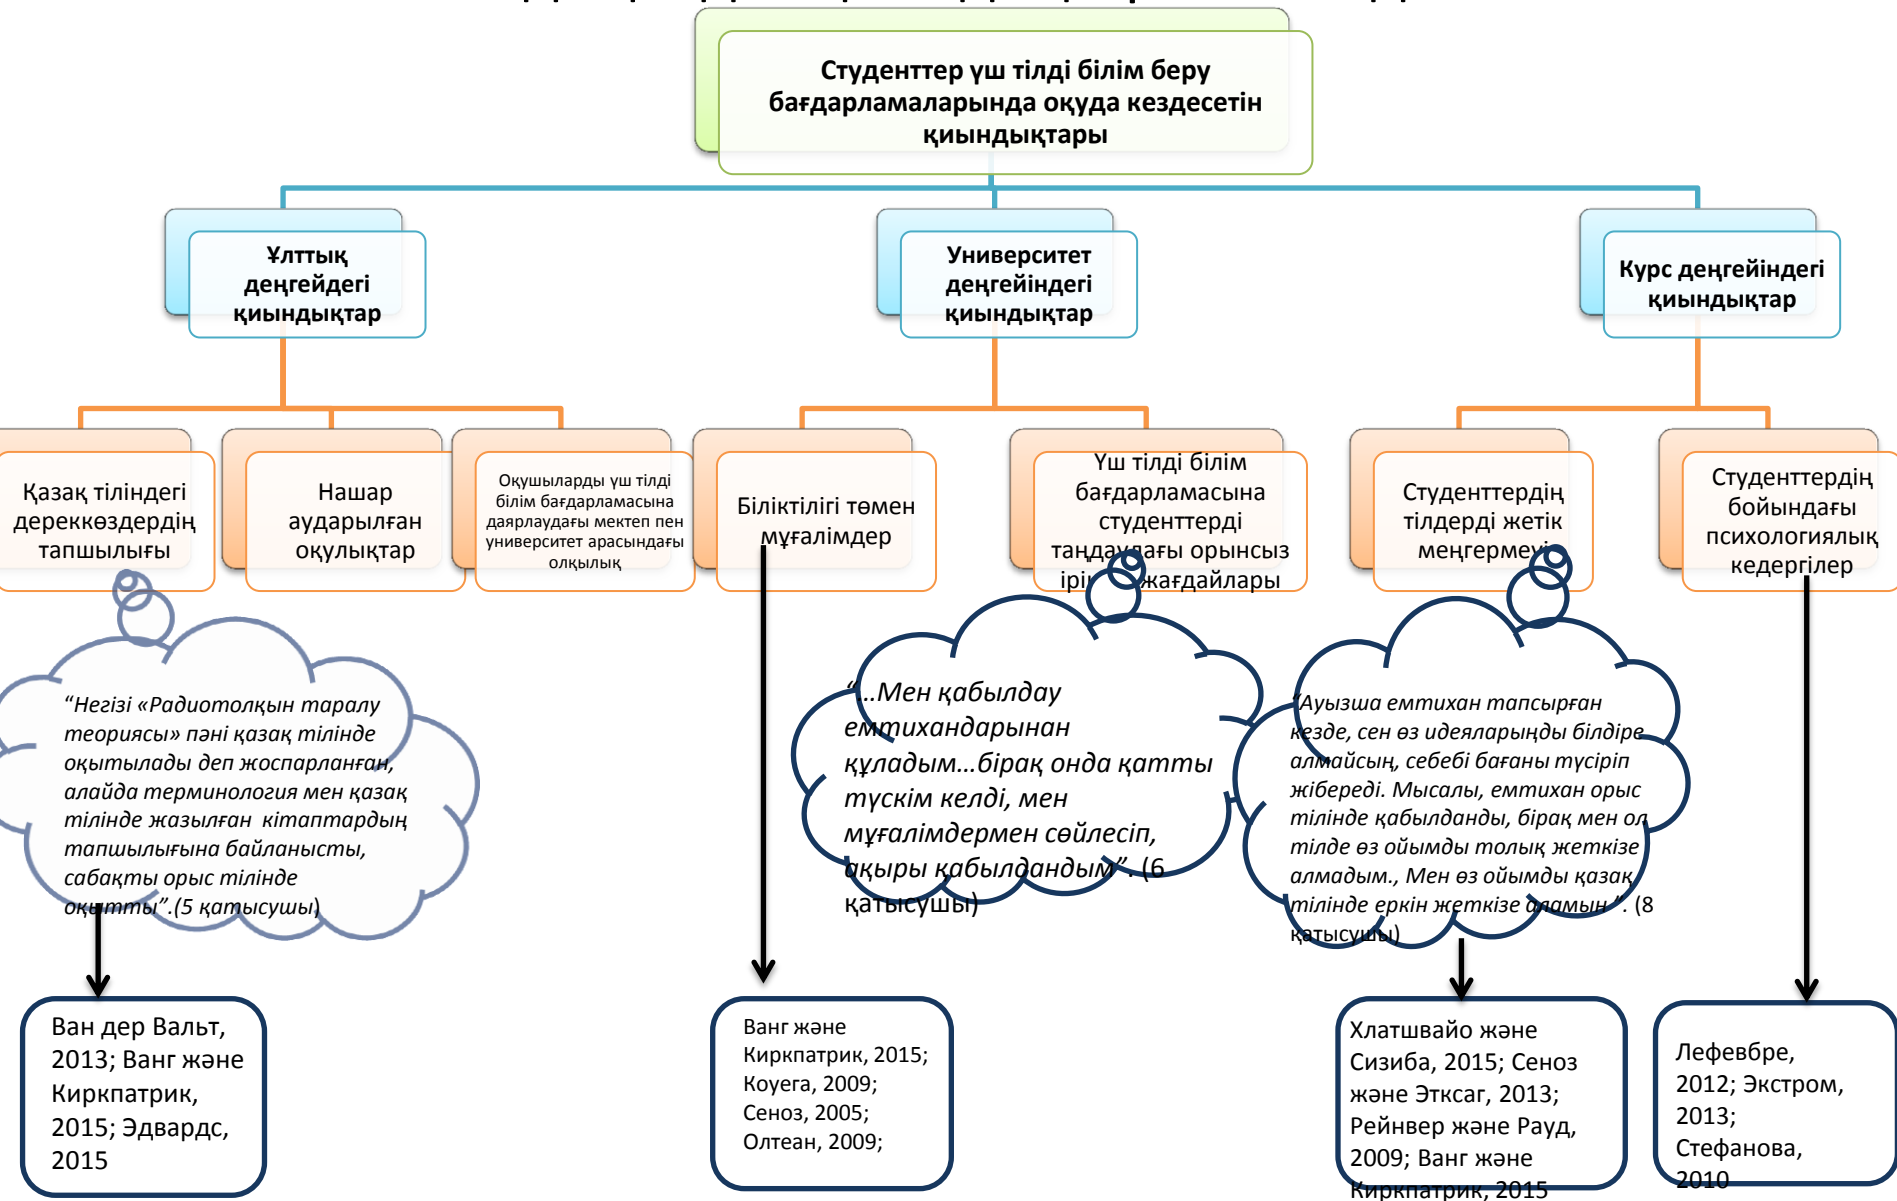 Студенттер үш тілді білім беру
бағдарламаларында оқуда кездесетін
қиындықтары
Ұлттық
деңгейдегі
қиындықтар
Университет
деңгейіндегі
қиындықтар
Курс деңгейіндегі
қиындықтар
Қазақ тіліндегі
дереккөздердің
тапшылығы
Нашар
аударылған
оқулықтар
Оқушыларды үш тілді
білім бағдарламасына
даярлаудағы мектеп пен
университет арасындағы
олқылық
Біліктілігі төмен
мұғалімдер
Үш тілді білім
бағдарламасына
студенттерді
таңдаудағы орынсыз
жағдайлары
Студенттердің
тілдерді жетік
меңгермеуі
Студенттердің
бойындағы
психологиялық
кедергілер
“Негізі «Радиотолқын таралу
теориясы» пәні қазақ тілінде
оқытылады деп жоспарланған,
алайда терминология мен қазақ
тілінде жазылған кітаптардың
тапшылығына байланысты,
сабақты орыс тілінде
оқытты”.(5 қатысушы)
“…Мен қабылдау
емтихандарынан
құладым…бірақ онда қатты
түскім келді, мен
мұғалімдермен сөйлесіп,
ақыры қабылдандым”. (6
қатысушы)
“Ауызша емтихан тапсырған
кезде, сен өз идеяларыңды білдіре
алмайсың, себебі бағаны түсіріп
жібереді. Мысалы, емтихан орыс
тілінде қабылданды, бірақ мен ол
тілде өз ойымды толық жеткізе
алмадым., Мен өз ойымды қазақ
тілінде еркін жеткізе аламын ”. (8
қатысушы)
Ван дер Вальт,
2013; Ванг және
Киркпатрик,
2015; Эдвардс,
2015
Ванг және
Киркпатрик, 2015;
Коуега, 2009;
Сеноз, 2005;
Олтеан, 2009;
Хлатшвайо және
Сизиба, 2015; Сеноз
және Этксаг, 2013;
Рейнвер және Рауд,
2009; Ванг және
Киркпатрик, 2015
Лефевбре,
2012; Экстром,
2013;
Стефанова,
2010